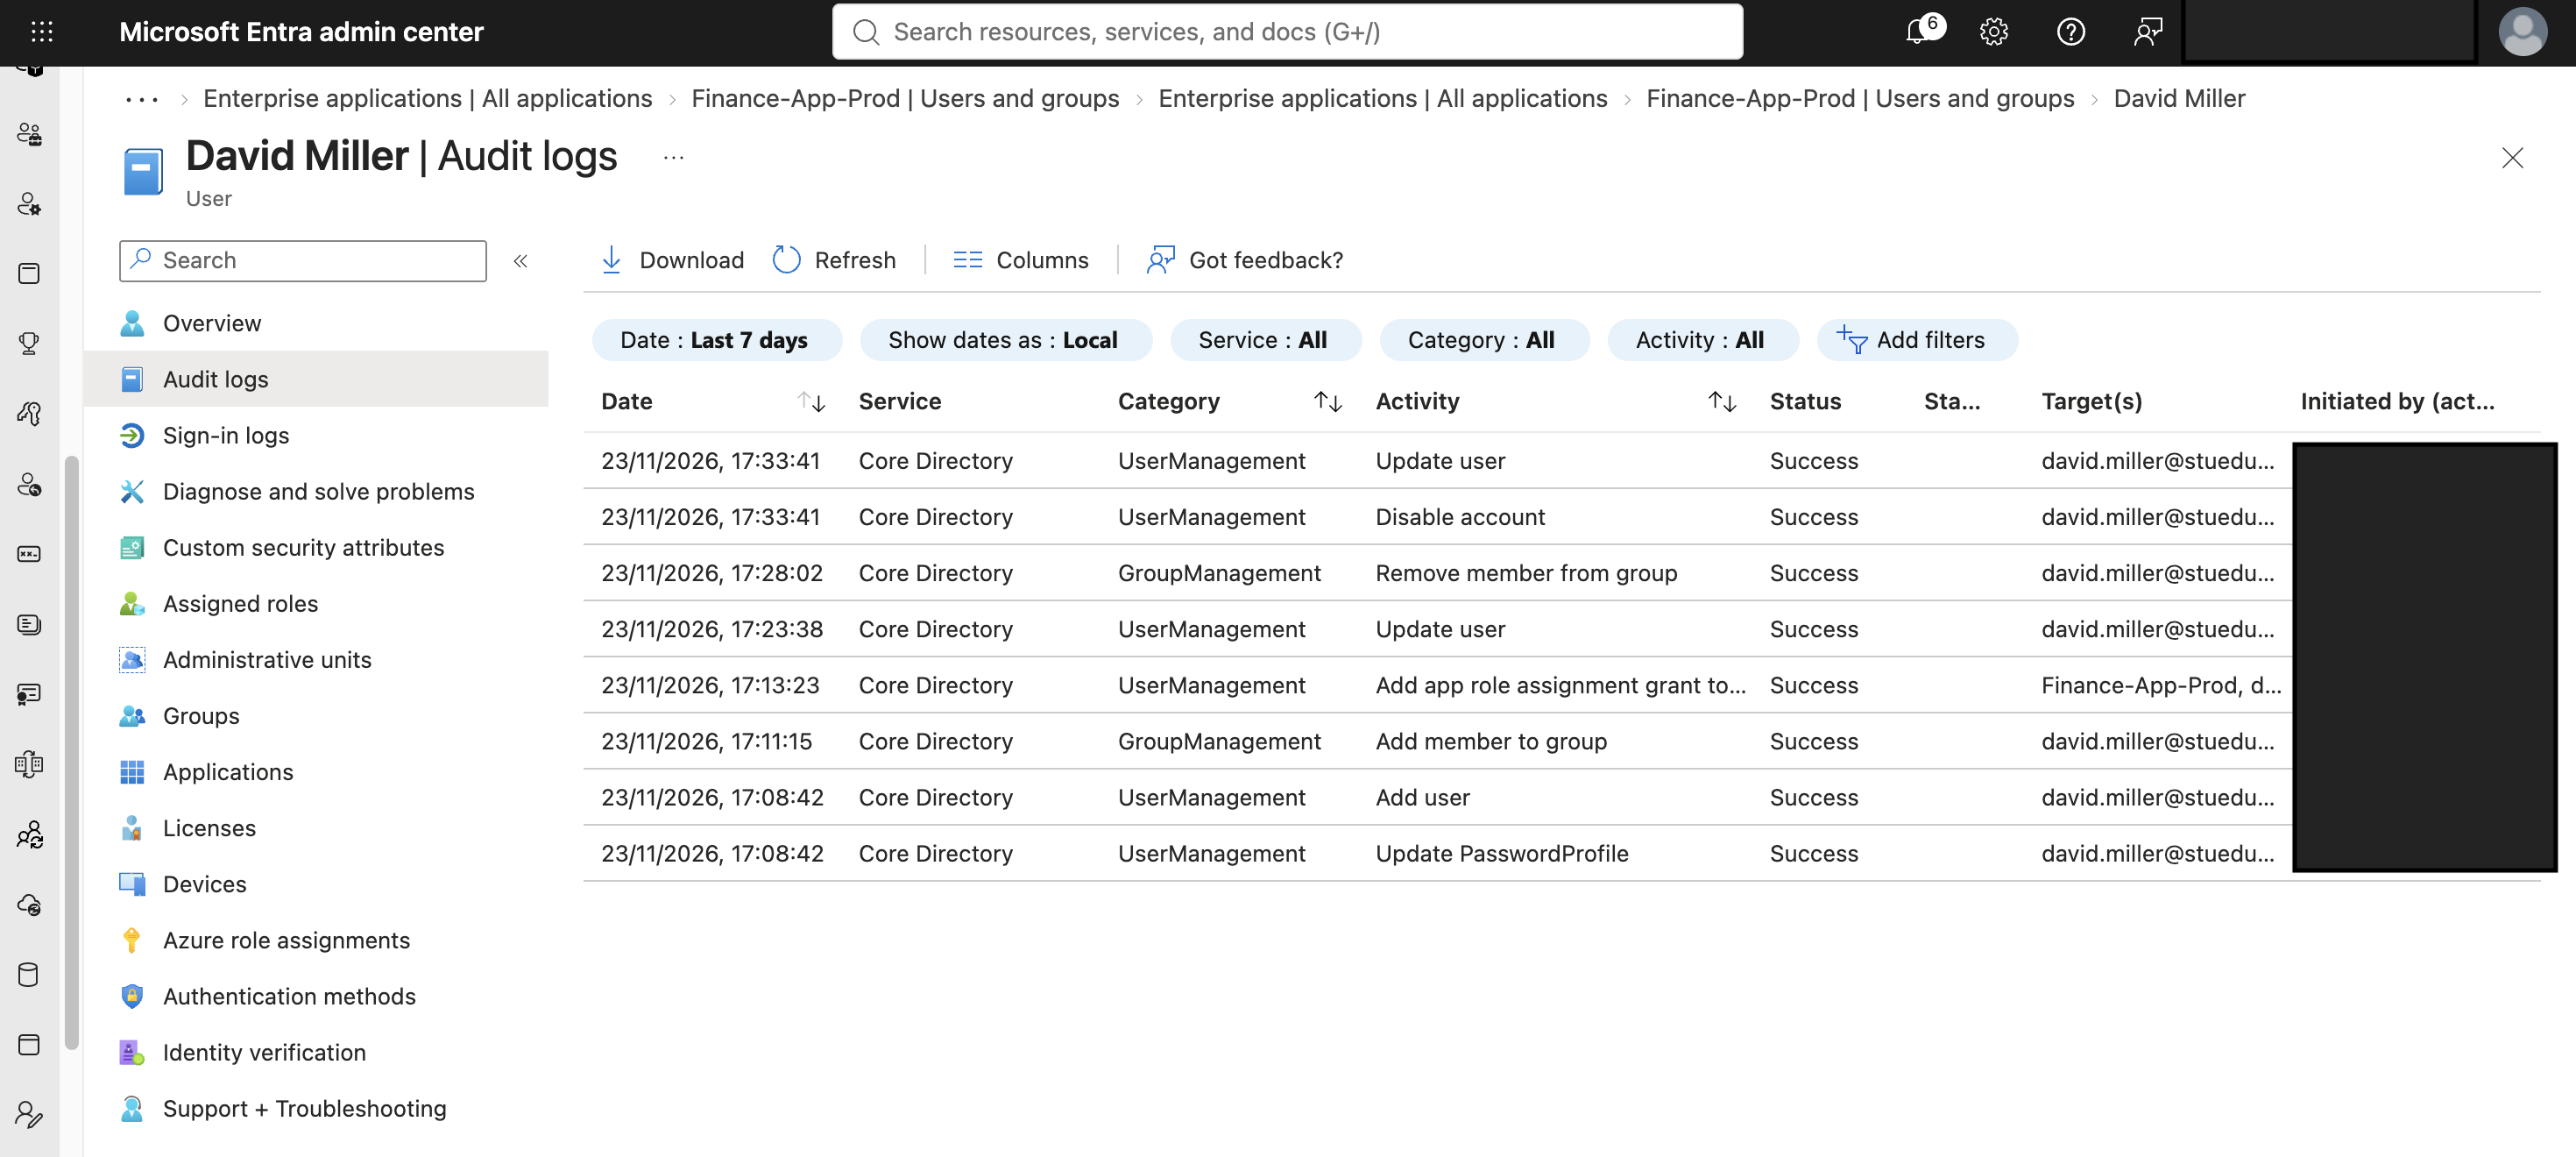 Microsoft Entra admin center
Search resources, services, and docs (G+/)
6
... > Enterprise applications | All applications > Finance-App-Prod | Users and groups > Enterprise applications | All applications > Finance-App-Prod | Users and groups > David Miller
David Miller | Audit logs ...
User
Search
«
Download Refresh Columns Got feedback?
Overview
Audit logs
Sign-in logs
Diagnose and solve problems
Custom security attributes
Assigned roles
Administrative units
Groups
Applications
Licenses
Devices
Azure role assignments
Authentication methods
Identity verification
Support + Troubleshooting
Date : Last 7 days Show dates as : Local Service : All Category : All Activity : All Add filters
Date Service Category Activity Status Sta... Target(s) Initiated by (act...
23/11/2026, 17:33:41 Core Directory UserManagement Update user Success david.miller@stuedu...
23/11/2026, 17:33:41 Core Directory UserManagement Disable account Success david.miller@stuedu...
23/11/2026, 17:28:02 Core Directory GroupManagement Remove member from group Success david.miller@stuedu...
23/11/2026, 17:23:38 Core Directory UserManagement Update user Success david.miller@stuedu...
23/11/2026, 17:13:23 Core Directory UserManagement Add app role assignment grant to... Success Finance-App-Prod, d...
23/11/2026, 17:11:15 Core Directory GroupManagement Add member to group Success david.miller@stuedu...
23/11/2026, 17:08:42 Core Directory UserManagement Add user Success david.miller@stuedu...
23/11/2026, 17:08:42 Core Directory UserManagement Update PasswordProfile Success david.miller@stuedu...